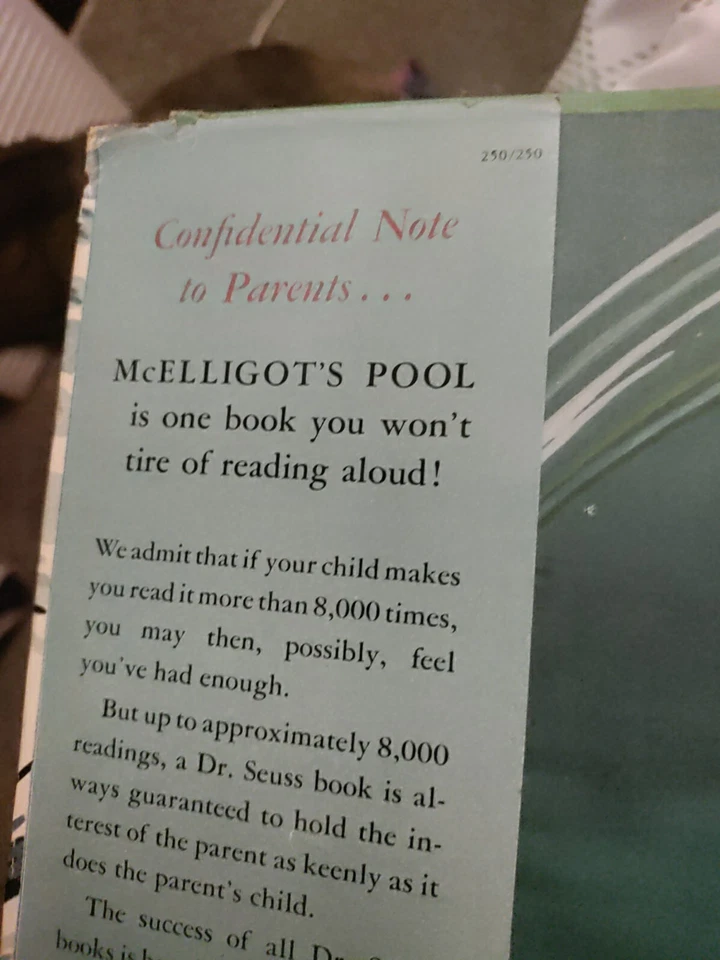 250/250
Confidential Note
to Parents...
McELLIGOT'S POOL
is one book you won't
tire of reading aloud!
We admit that if your child makes
you read it more than 8,000 times,
you may then, possibly, feel
you've had enough.
But up to approximately 8,000
readings, a Dr. Seuss book is al-
ways guaranteed to hold the in-
terest of the parent as keenly as it
does the parent's child.
The success of all Dr.
books is